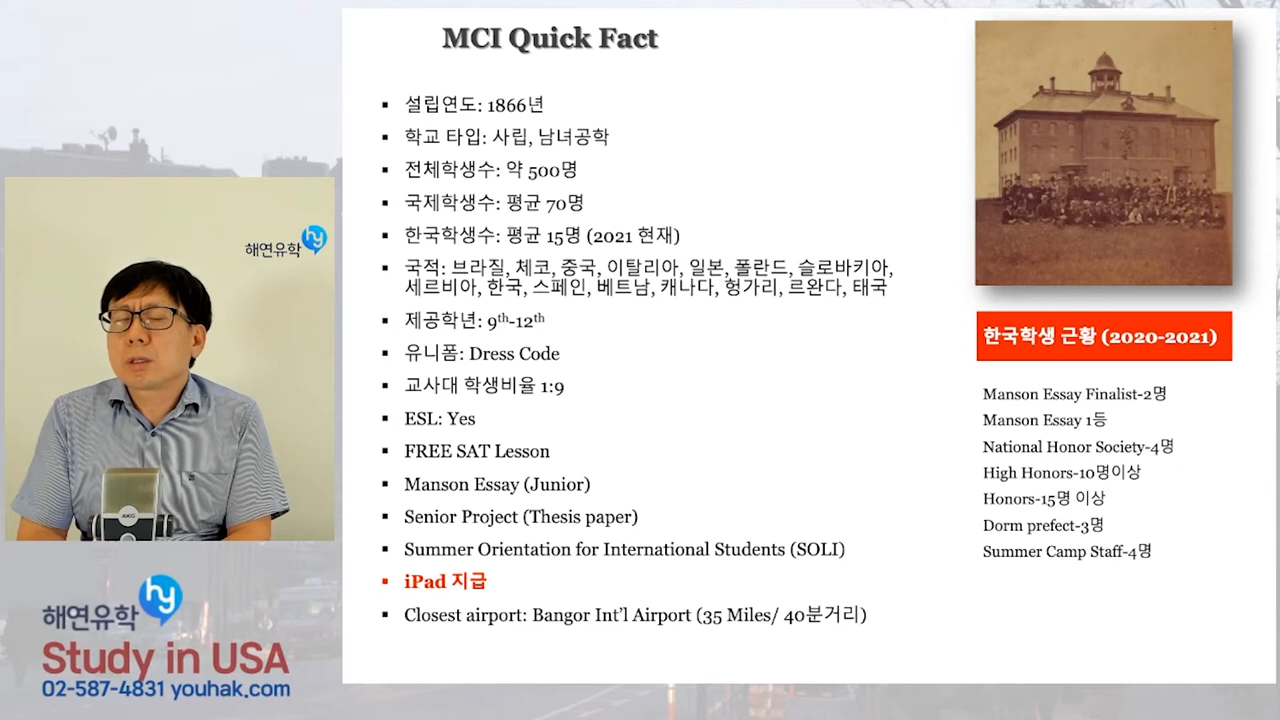 MCI Quick Fact
설립연도: 1866년
학교 타입: 사립, 남녀공학
전체학생수: 약 500명
국제학생수: 평균 70명
한국학생수: 평균 15명 (2021 현재)
국적: 브라질, 체코, 중국, 이탈리아, 일본, 폴란드, 슬로바키아,
세르비아, 한국, 스페인, 베트남, 캐나다, 헝가리, 르완다, 태국
제공학년: 9th-12th
유니폼: Dress Code
교사대 학생비율 1:9
ESL: Yes
FREE SAT Lesson
Manson Essay (Junior)
Senior Project (Thesis paper)
Summer Orientation for International Students (SOLI)
iPad 지급
Closest airport: Bangor Int’l Airport (35 Miles/ 40분거리)
한국학생 근황 (2020-2021)
Manson Essay Finalist-2명
Manson Essay 1등
National Honor Society-4명
High Honors-10명이상
Honors-15명 이상
Dorm prefect-3명
Summer Camp Staff-4명
해연유학 hy
AKG
해연유학 hy
Study in USA
02-587-4831 youhak.com